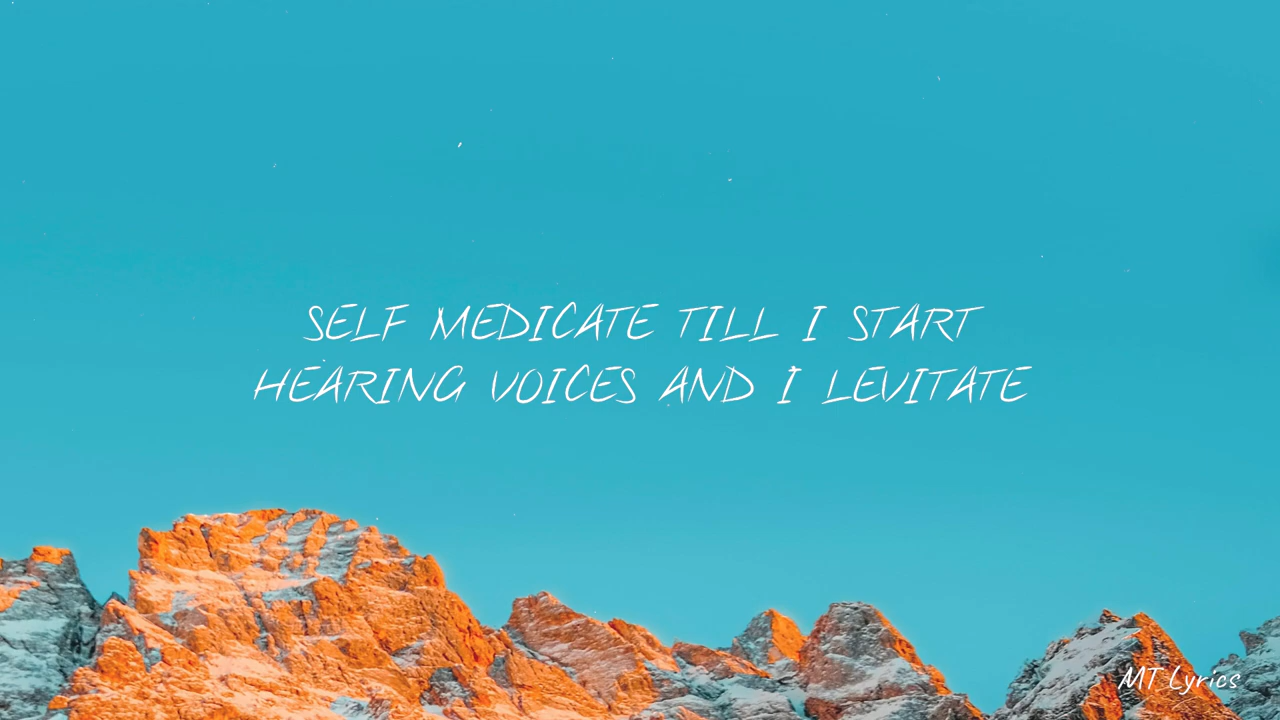 SELF MEDICATE TILL I START
HEARING VOICES AND I LEVITATE
MT Lyrics